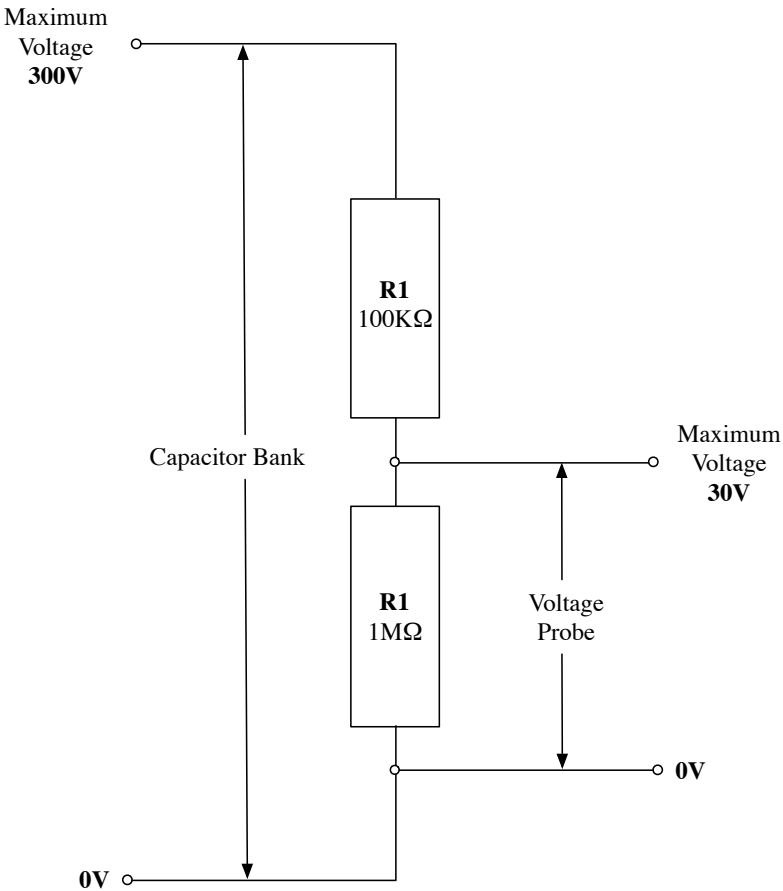 Maximum
Voltage
300V
R1
100KΩ
Capacitor Bank
Maximum
Voltage
30V
R1
1MΩ
Voltage
Probe
0V
0V